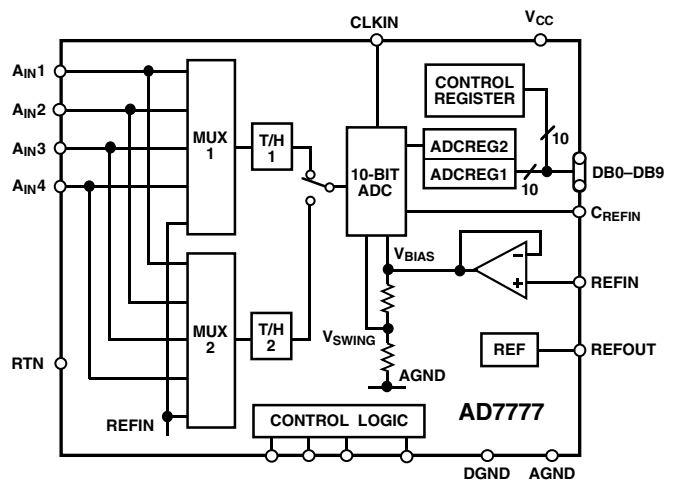 CLKIN
VCC
AIN1
AIN2
AIN3
AIN4
MUX
1
T/H
1
10-BIT
ADC
CONTROL
REGISTER
10
ADCREG2
ADCREG1
10
DB0–DB9
CREFIN
VBIAS
REFIN
MUX
2
T/H
2
VSWING
REF
REFOUT
RTN
AGND
REFIN
CONTROL LOGIC
AD7777
DGND
AGND